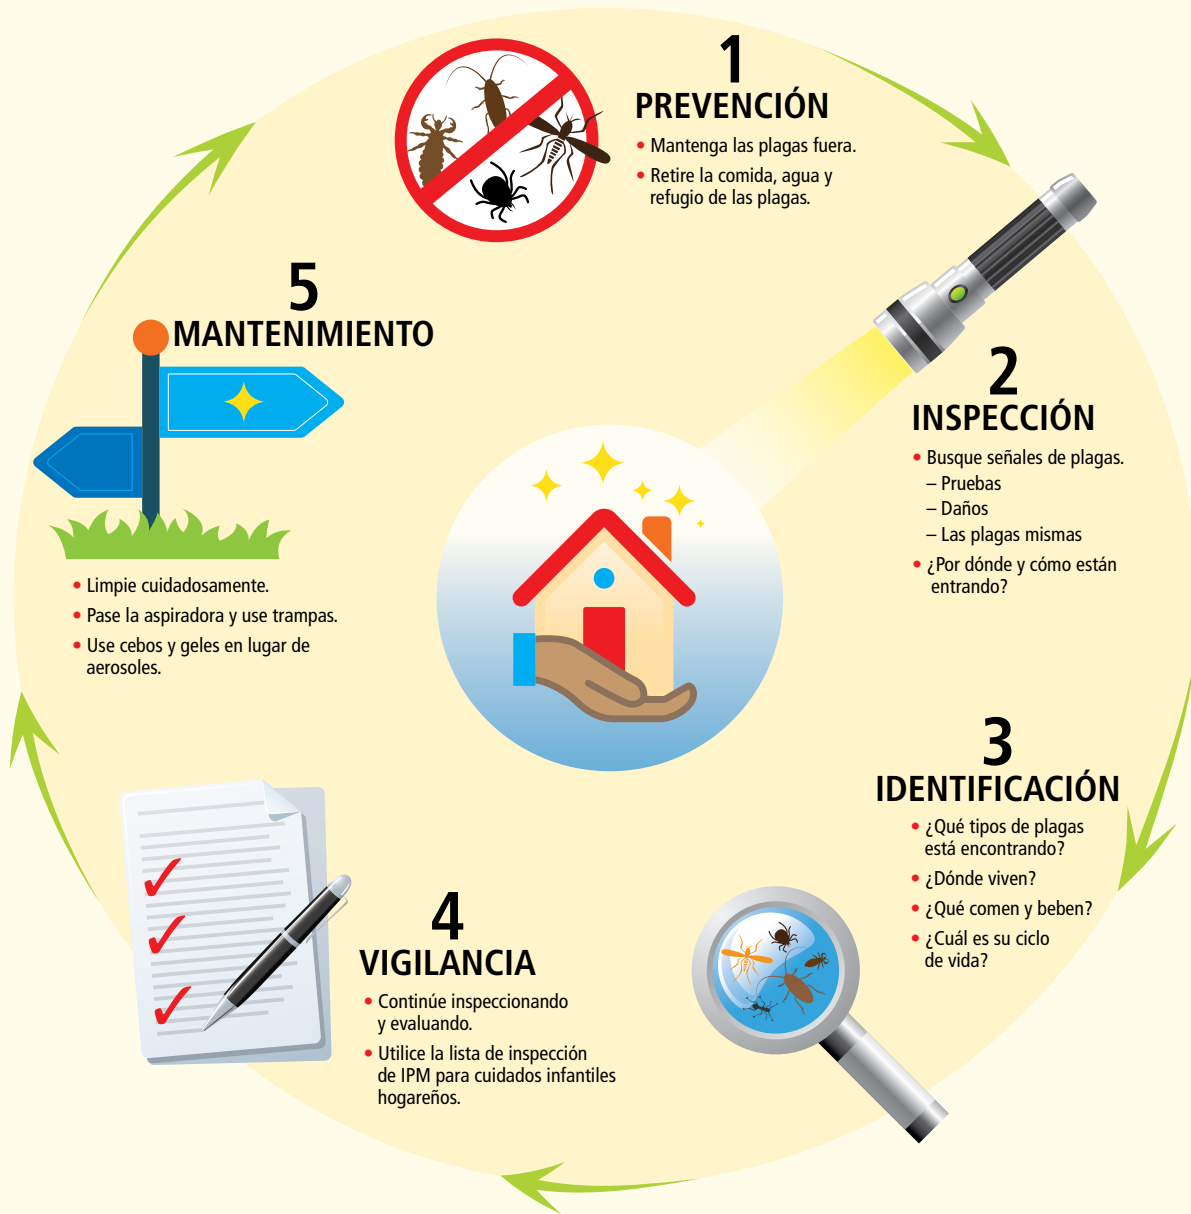 1
PREVENCIÓN
• Mantenga las plagas fuera.
• Retire la comida, agua y
refugio de las plagas.
2
INSPECCIÓN
• Busque señales de plagas.
– Pruebas
– Daños
– Las plagas mismas
• ¿Por dónde y cómo están
entrando?
3
IDENTIFICACIÓN
• ¿Qué tipos de plagas
está encontrando?
• ¿Dónde viven?
• ¿Qué comen y beben?
• ¿Cuál es su ciclo
de vida?
4
VIGILANCIA
• Continúe inspeccionando
y evaluando.
• Utilice la lista de inspección
de IPM para cuidados infantiles
hogareños.
5
MANTENIMIENTO
• Limpie cuidadosamente.
• Pase la aspiradora y use trampas.
• Use cebos y geles en lugar de
aerosoles.